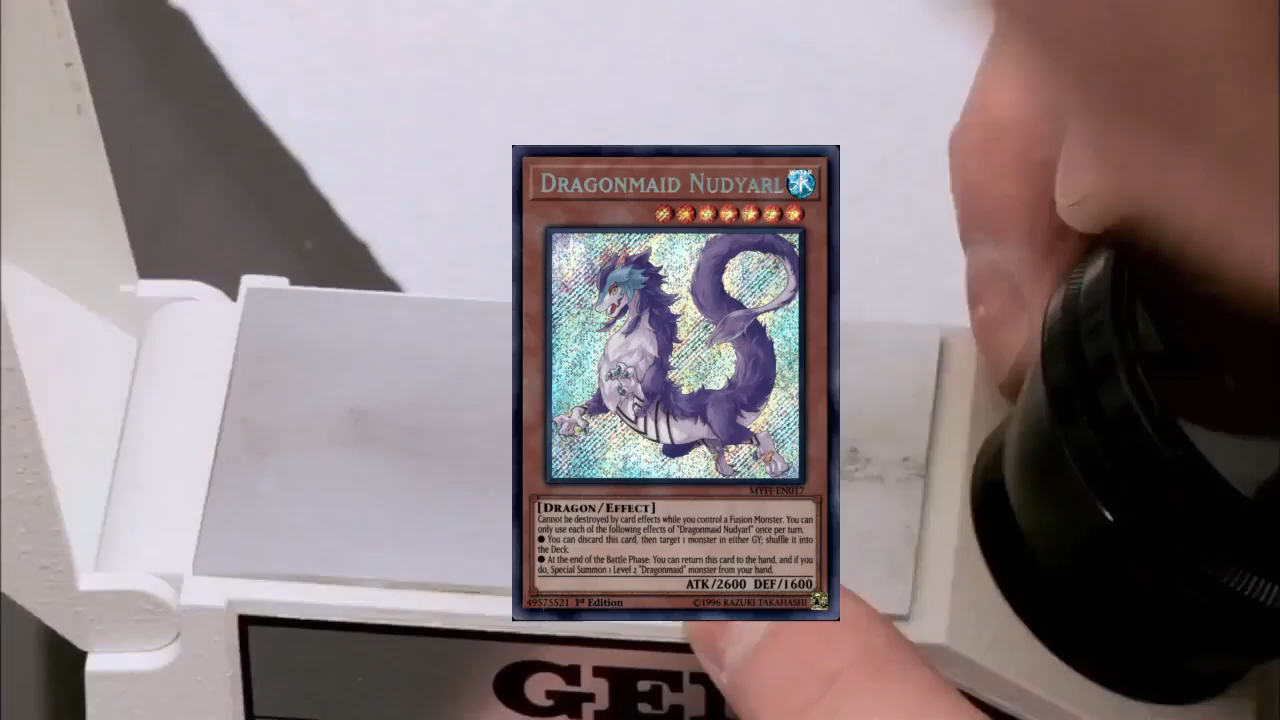 DRAGONMAID NUDYARL
WATER
MYFI-EN017
[DRAGON/EFFECT]
Cannot be destroyed by card effects while you control a Fusion Monster. You can
only use each of the following effects of "Dragonmaid Nudyarl" once per turn.
● You can discard this card, then target 1 monster in either GY; shuffle it into
the Deck.
● At the end of the Battle Phase: You can return this card to the hand, and if you
do, Special Summon 1 Level 2 "Dragonmaid" monster from your hand.
ATK/2600 DEF/1600
49575521 1st Edition ©1996 KAZUKI TAKAHASHI
GE